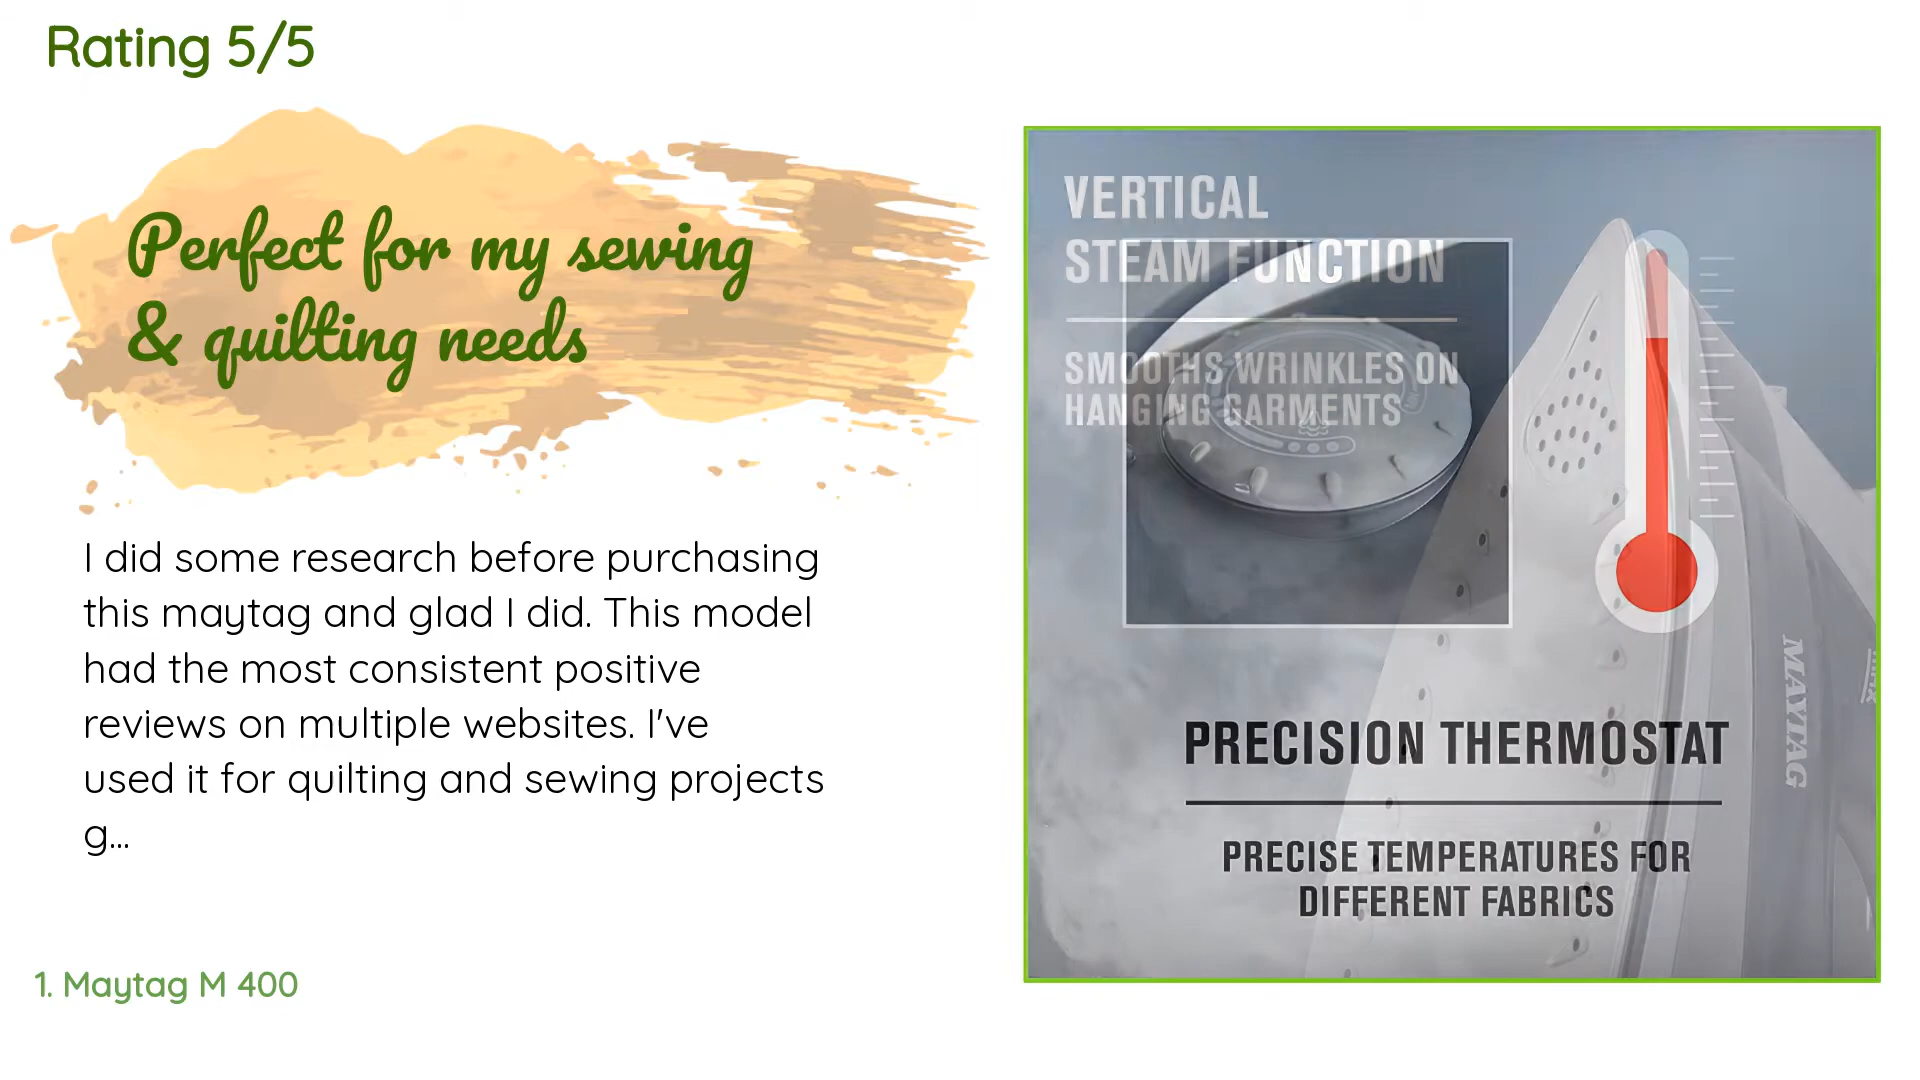 Rating 5/5
Perfect for my sewing
& quilting needs
I did some research before purchasing
this maytag and glad I did. This model
had the most consistent positive
reviews on multiple websites. I've
used it for quilting and sewing projects
g...
1. Maytag M 400
VERTICAL
STEAM FUNCTION
SMOOTHS WRINKLES ON
HANGING GARMENTS
PRECISION THERMOSTAT
PRECISE TEMPERATURES FOR
DIFFERENT FABRICS
MAYTAG